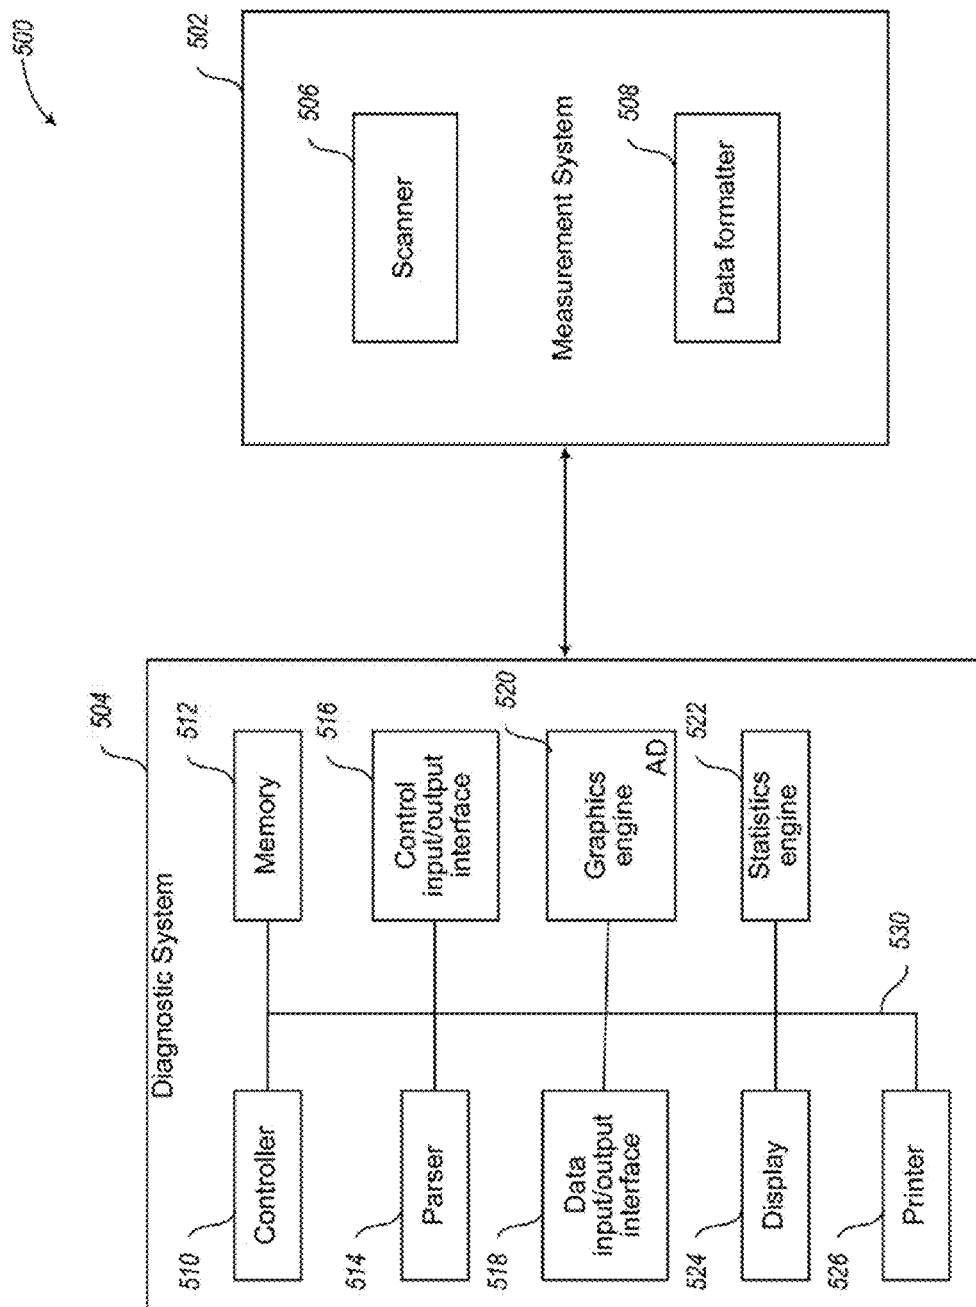 500
504
Diagnostic System
510
Controller
512
Memory
514
Parser
516
Control
input/output
interface
518
Data
input/output
interface
520
Graphics
engine
AD
524
Display
522
Statistics
engine
526
Printer
530
502
506
Scanner
Measurement System
508
Data formatter